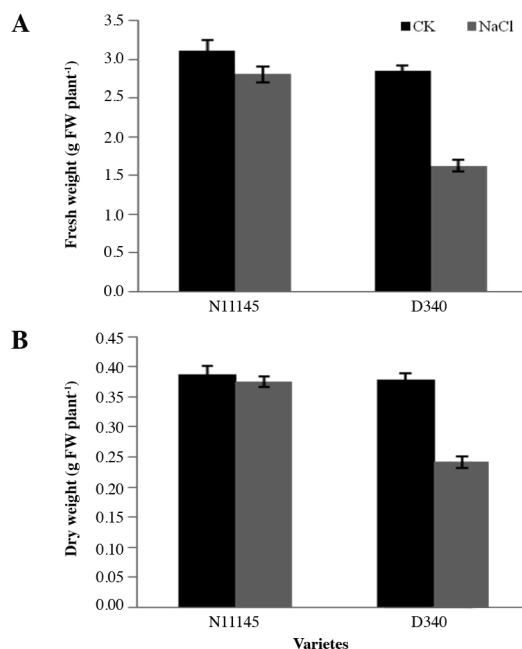 A
CK NaCl
Fresh weight (g FW plant⁻¹)
3.5
3.0
2.5
2.0
1.5
1.0
0.5
0.0
N11145 D340
B
Dry weight (g FW plant⁻¹)
0.45
0.40
0.35
0.30
0.25
0.20
0.15
0.10
0.05
0.00
N11145 D340
Varietes